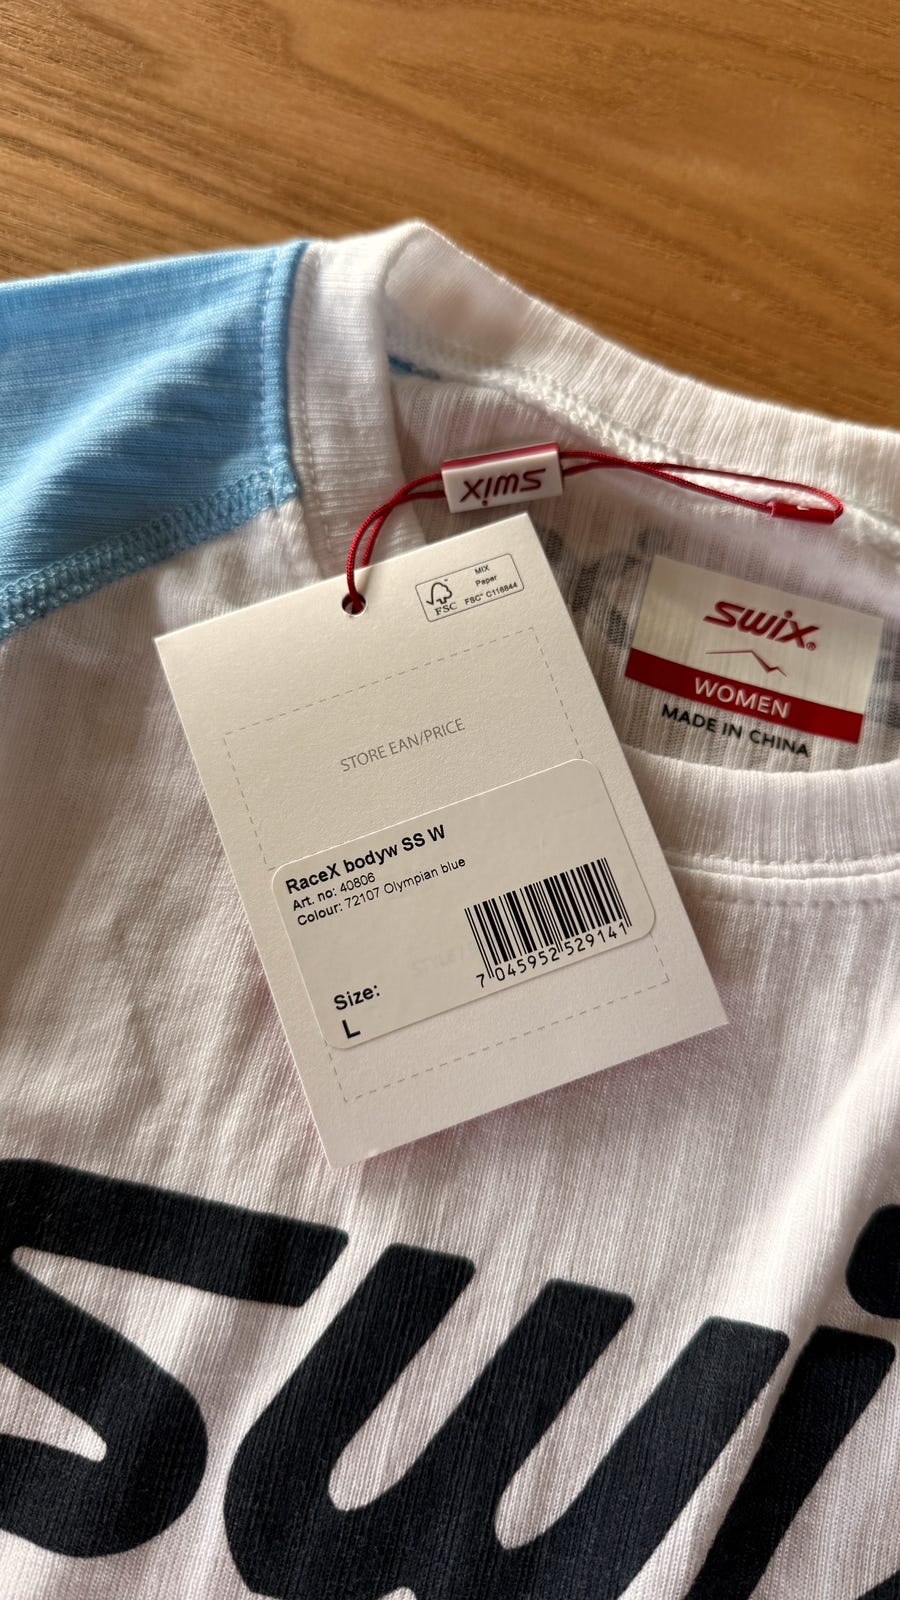 swix
MIX
Paper
FSC
FSC® C116844
Swix®
WOMEN
MADE IN CHINA
STORE EAN/PRICE
RaceX bodyw SS W
Art. no: 40806
Colour: 72107 Olympian blue
7 045952 529141
Size:
L
swi